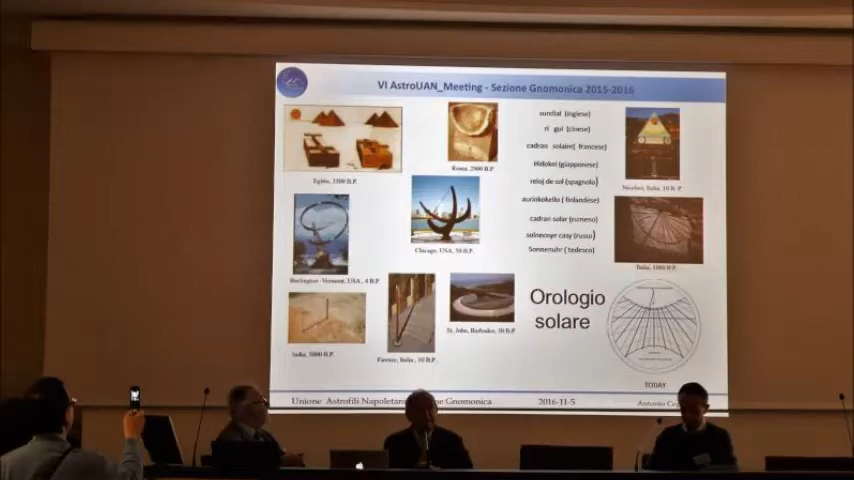 VI AstroUAN_Meeting - Sezione Gnomonica 2015-2016
Egitto, 3500 B.P.
Roma, 2000 B.P.
sundial (inglese)
ri gui (cinese)
cadran solaire( francese)
Hidokei (giapponese)
reloj de sol (spagnolo)
aurinkokello ( finlandese)
cadran solar (rumeno)
solnecnye casy (russo)
Sonnenuhr ( tedesco)
Italia, 10 B. P.
Chicago, USA, 50 B.P.
Italia, 1000 B.P.
Burlington - Vermont, USA , 4 B.P.
India, 5000 B.P.
Firenze, Italia , 10 B.P.
St. John, Barbados, 30 B.P.
Orologio
solare
TODAY
Unione Astrofili Napoletani
Gnomonica
2016-11-5
Antonio